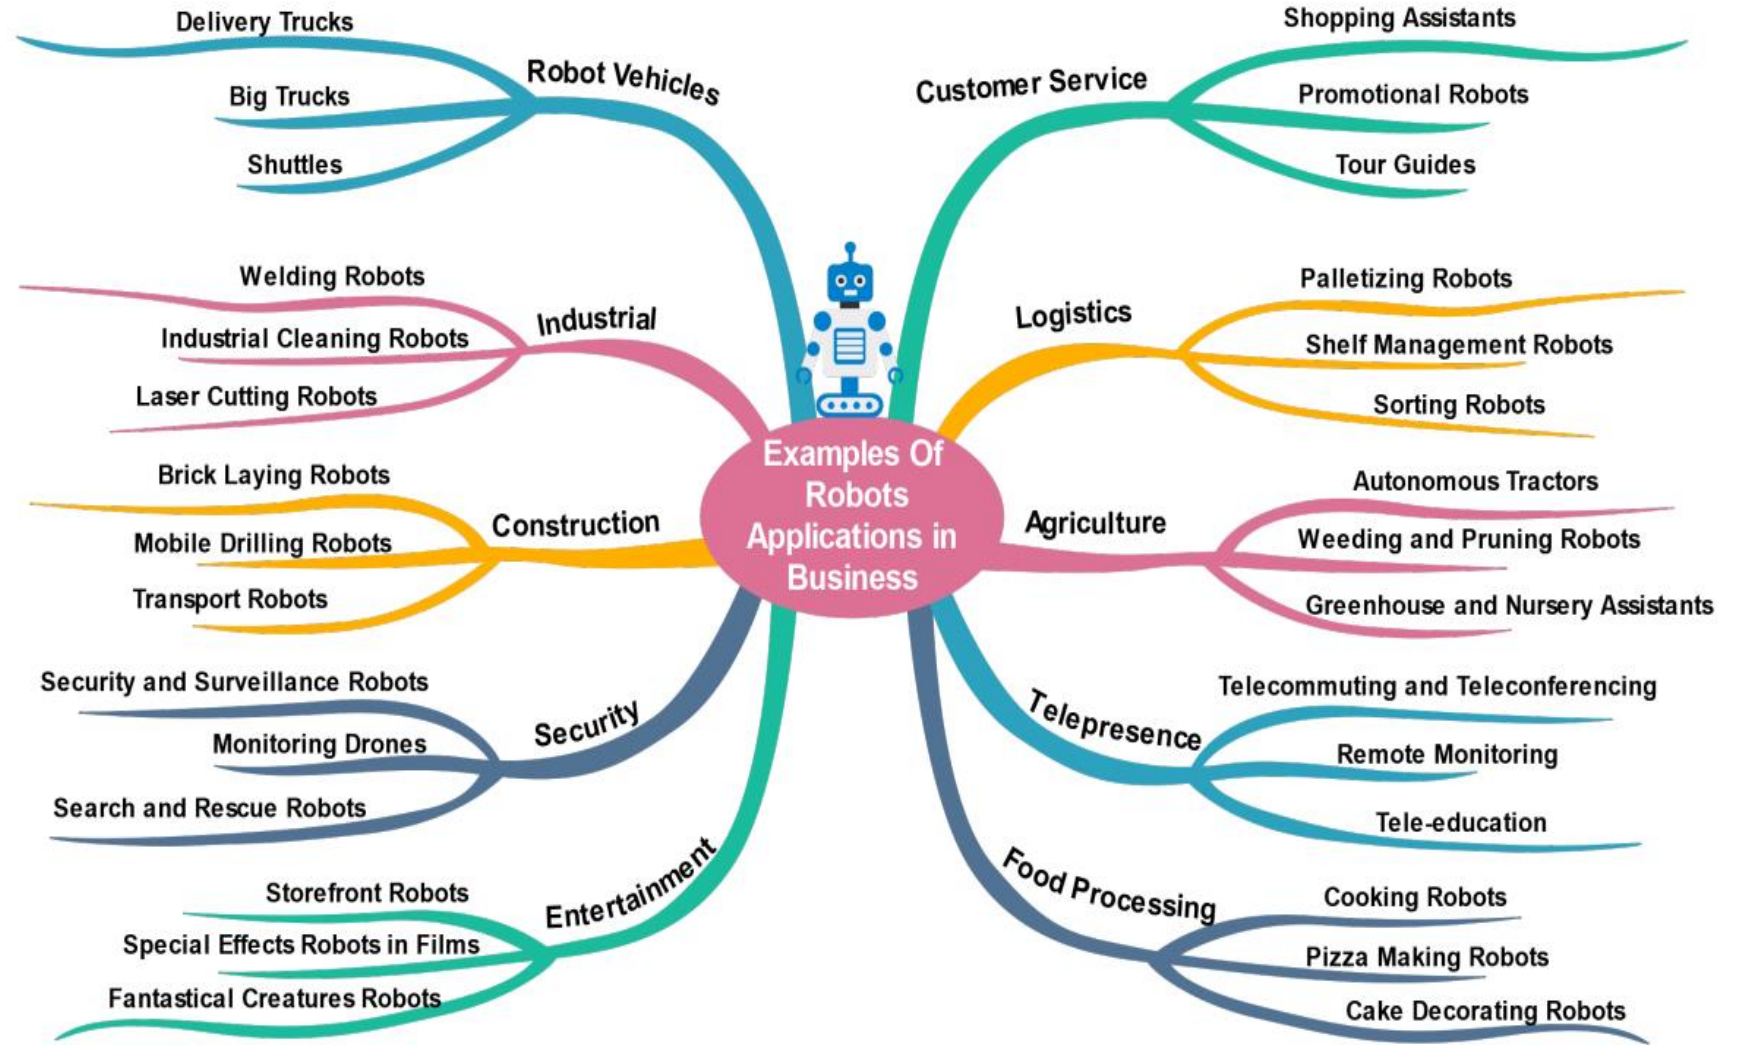 Examples Of
Robots
Applications in
Business
Robot Vehicles
Delivery Trucks
Big Trucks
Shuttles
Industrial
Welding Robots
Industrial Cleaning Robots
Laser Cutting Robots
Construction
Brick Laying Robots
Mobile Drilling Robots
Transport Robots
Security
Security and Surveillance Robots
Monitoring Drones
Search and Rescue Robots
Entertainment
Storefront Robots
Special Effects Robots in Films
Fantastical Creatures Robots
Customer Service
Shopping Assistants
Promotional Robots
Tour Guides
Logistics
Palletizing Robots
Shelf Management Robots
Sorting Robots
Agriculture
Autonomous Tractors
Weeding and Pruning Robots
Greenhouse and Nursery Assistants
Telepresence
Telecommuting and Teleconferencing
Remote Monitoring
Tele-education
Food Processing
Cooking Robots
Pizza Making Robots
Cake Decorating Robots